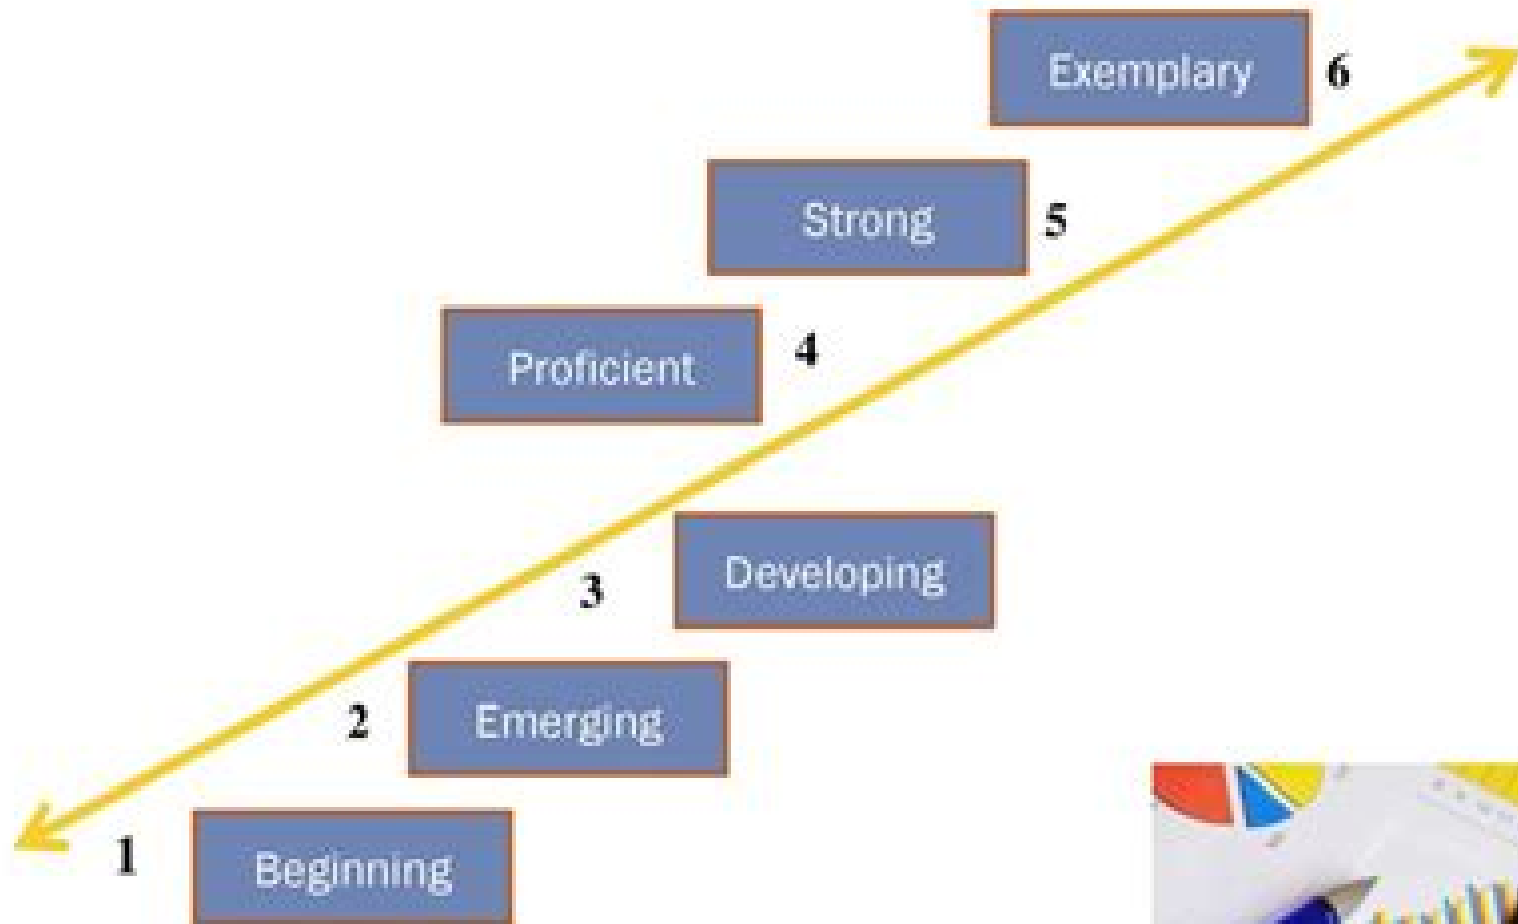 Exemplary 6
Strong 5
Proficient 4
3 Developing
2 Emerging
1 Beginning